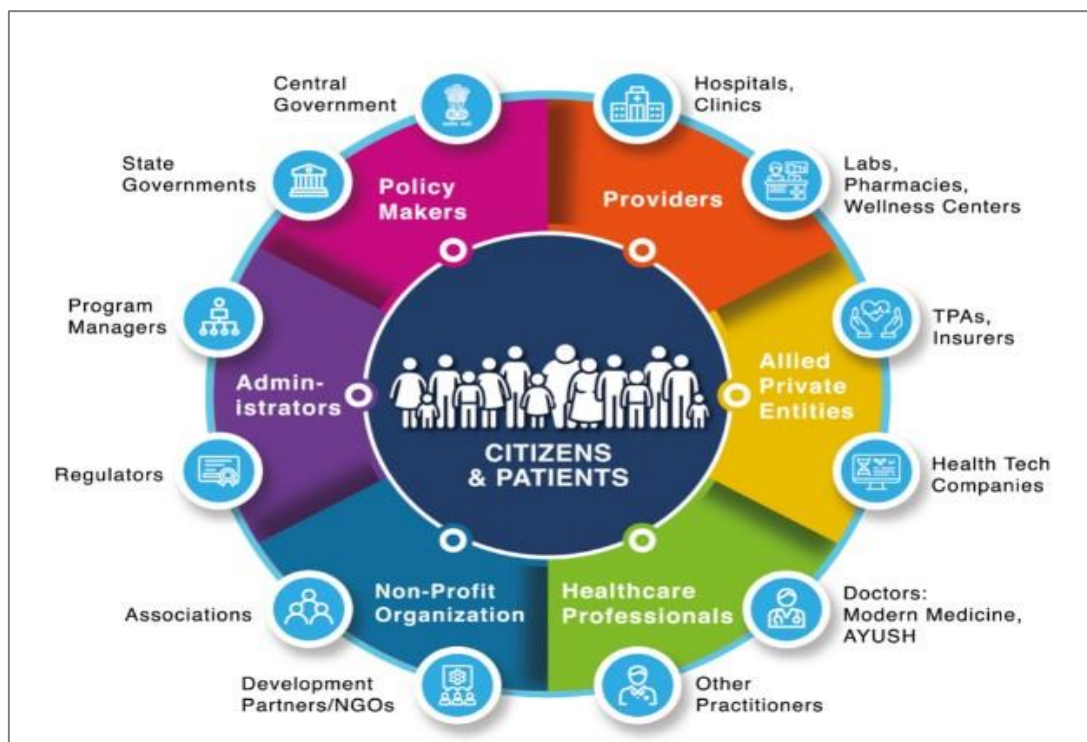 Central
Government
Hospitals,
Clinics
State
Governments
Policy
Makers
Providers
Labs,
Pharmacies,
Wellness Centers
Program
Managers
TPAs,
Insurers
Admin-
istrators
Allied
Private
Entities
CITIZENS
& PATIENTS
Regulators
Health Tech
Companies
Non-Profit
Organization
Healthcare
Professionals
Associations
Doctors:
Modern Medicine,
AYUSH
Development
Partners/NGOs
Other
Practitioners